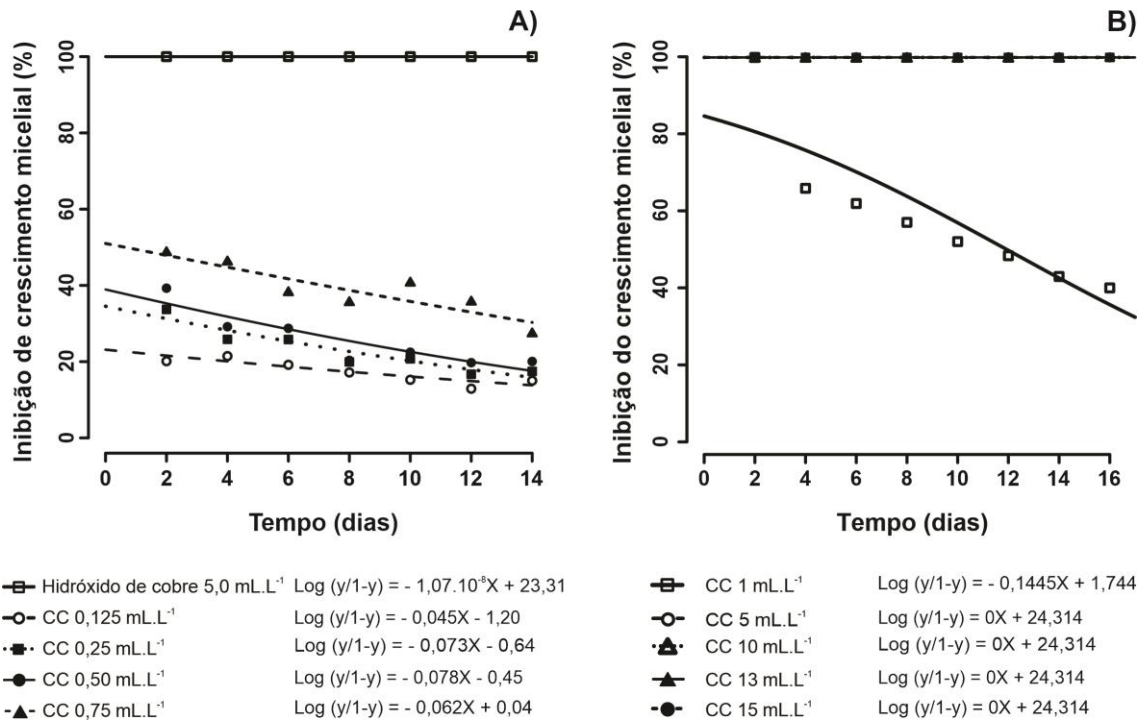 A)
Inibição de crescimento micelial (%)
100
80
60
40
20
0
0 2 4 6 8 10 12 14
Tempo (dias)
B)
Inibição do crescimento micelial (%)
100
80
60
40
20
0
0 2 4 6 8 10 12 14 16
Tempo (dias)
Hidróxido de cobre 5,0 mL.L⁻¹ Log (y/1-y) = - 1,07.10⁻⁸X + 23,31
CC 0,125 mL.L⁻¹ Log (y/1-y) = - 0,045X - 1,20
CC 0,25 mL.L⁻¹ Log (y/1-y) = - 0,073X - 0,64
CC 0,50 mL.L⁻¹ Log (y/1-y) = - 0,078X - 0,45
CC 0,75 mL.L⁻¹ Log (y/1-y) = - 0,062X + 0,04
CC 1 mL.L⁻¹ Log (y/1-y) = - 0,1445X + 1,744
CC 5 mL.L⁻¹ Log (y/1-y) = 0X + 24,314
CC 10 mL.L⁻¹ Log (y/1-y) = 0X + 24,314
CC 13 mL.L⁻¹ Log (y/1-y) = 0X + 24,314
CC 15 mL.L⁻¹ Log (y/1-y) = 0X + 24,314